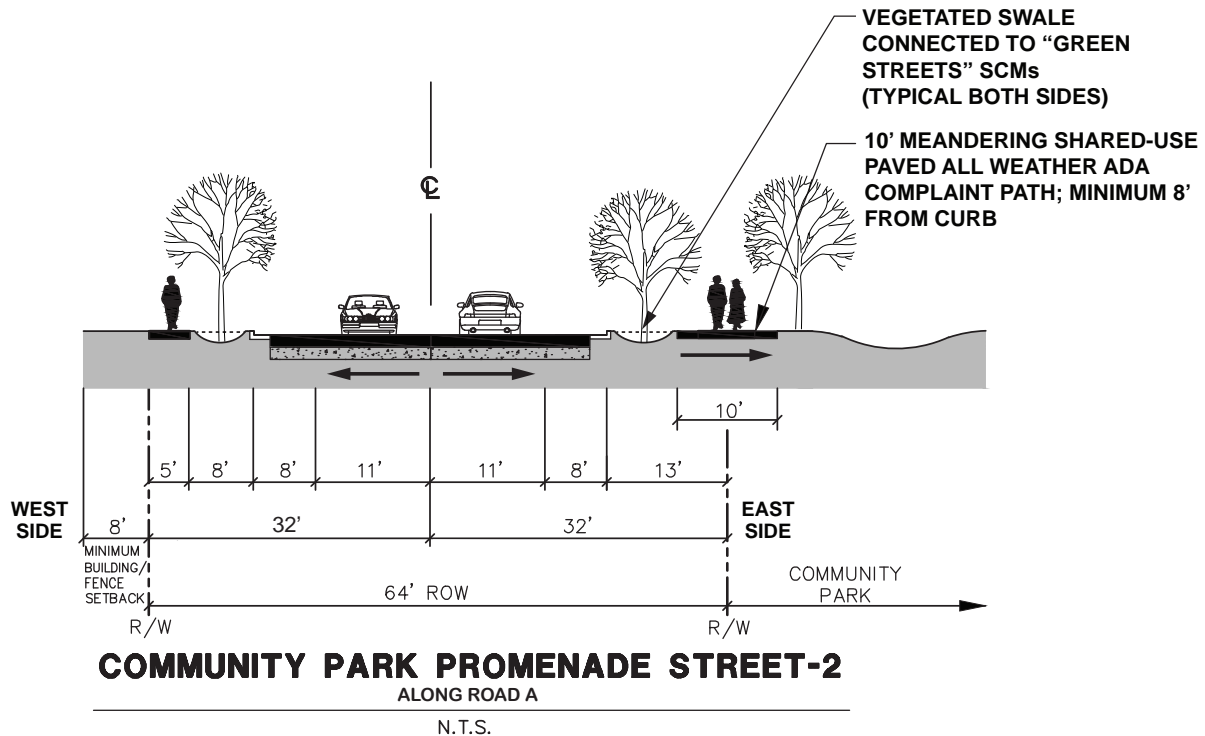 VEGETATED SWALE
CONNECTED TO “GREEN
STREETS” SCMs
(TYPICAL BOTH SIDES)
10’ MEANDERING SHARED-USE
PAVED ALL WEATHER ADA
COMPLAINT PATH; MINIMUM 8’
FROM CURB
℄
10’
5’ 8’ 8’ 11’ 11’ 8’ 13’
WEST
SIDE
8’ 32’ 32’
EAST
SIDE
MINIMUM
BUILDING/
FENCE
SETBACK
64’ ROW
COMMUNITY
PARK
R/W R/W
COMMUNITY PARK PROMENADE STREET-2
ALONG ROAD A
N.T.S.